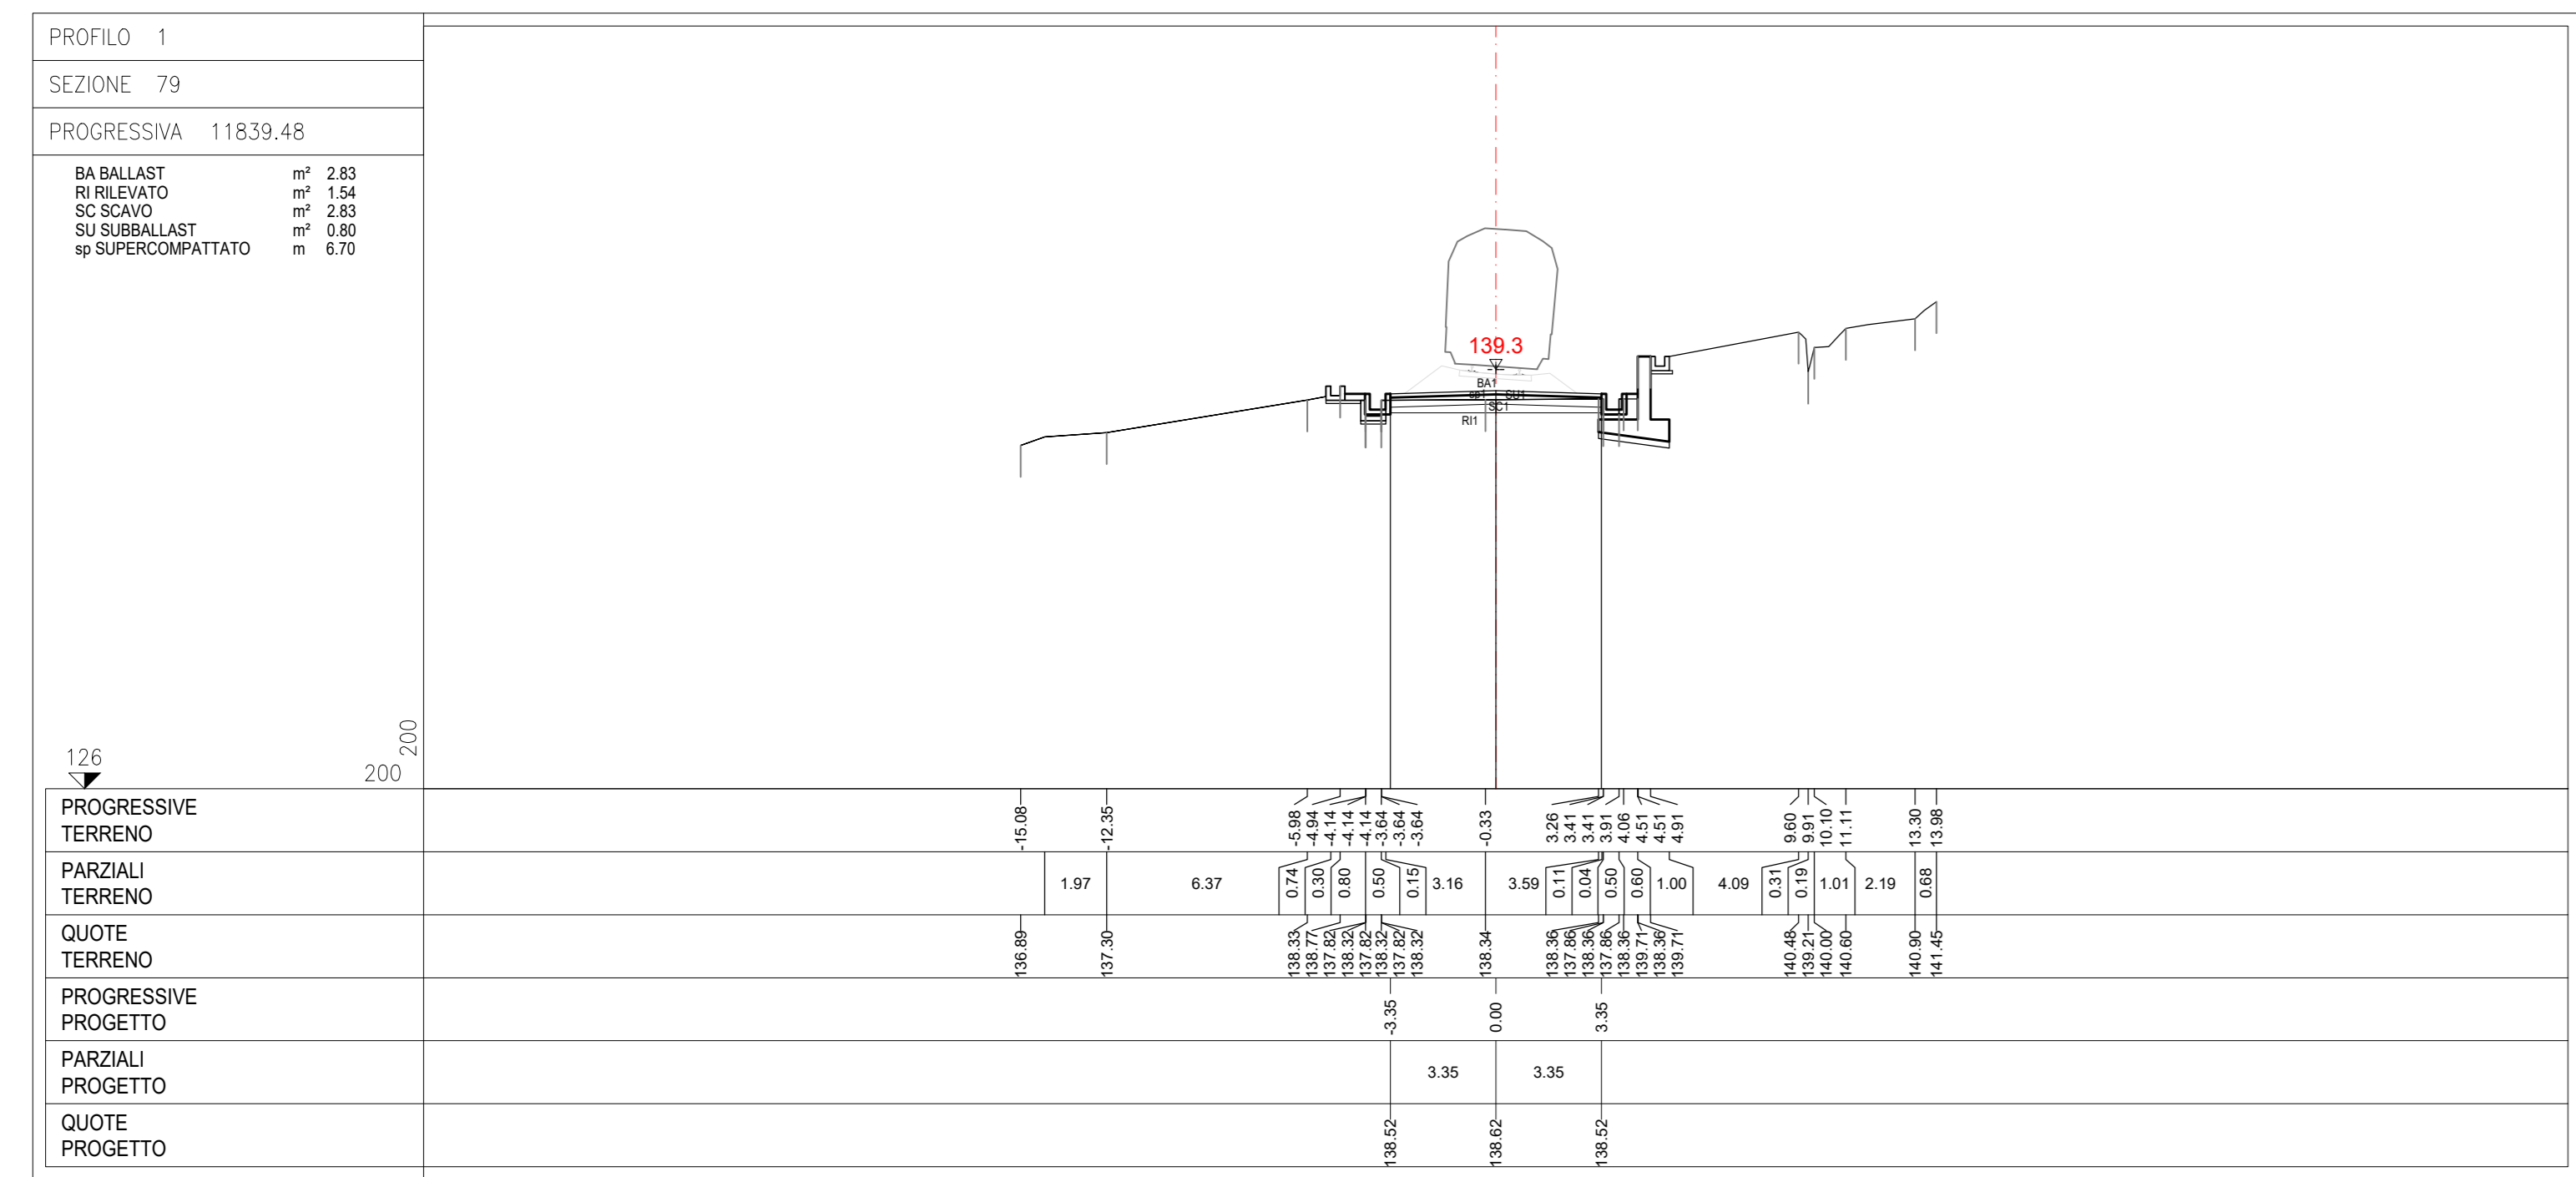 PROFILO 1
SEZIONE 79
PROGRESSIVA 11839.48
BA BALLAST m² 2.83
RI RILEVATO m² 1.54
SC SCAVO m² 2.83
SU SUBBALLAST m² 0.80
sp SUPERCOMPATTATO m 6.70
139.3
BA1
sp1 SU1
SC1
RI1
200
126
200
PROGRESSIVE
TERRENO
-15.08 -12.35 -5.98 -4.94 -4.14 -4.14 -4.14 -3.64 -3.64 -3.64 -0.33 3.26 3.41 3.41 3.91 4.06 4.51 4.51 4.91 9.60 9.91 10.10 11.11 13.30 13.98
PARZIALI
TERRENO
1.97 6.37 0.74 0.30 0.80 0.50 0.15 3.16 3.59 0.11 0.04 0.50 0.60 1.00 4.09 0.31 0.19 1.01 2.19 0.68
QUOTE
TERRENO
136.89 137.30 138.33 138.77 137.82 138.32 137.82 138.32 137.82 138.32 138.34 138.36 137.86 138.36 137.86 138.36 139.71 138.36 139.71 140.48 139.21 140.00 140.60 140.90 141.45
PROGRESSIVE
PROGETTO
-3.35 0.00 3.35
PARZIALI
PROGETTO
3.35 3.35
QUOTE
PROGETTO
138.52 138.62 138.52